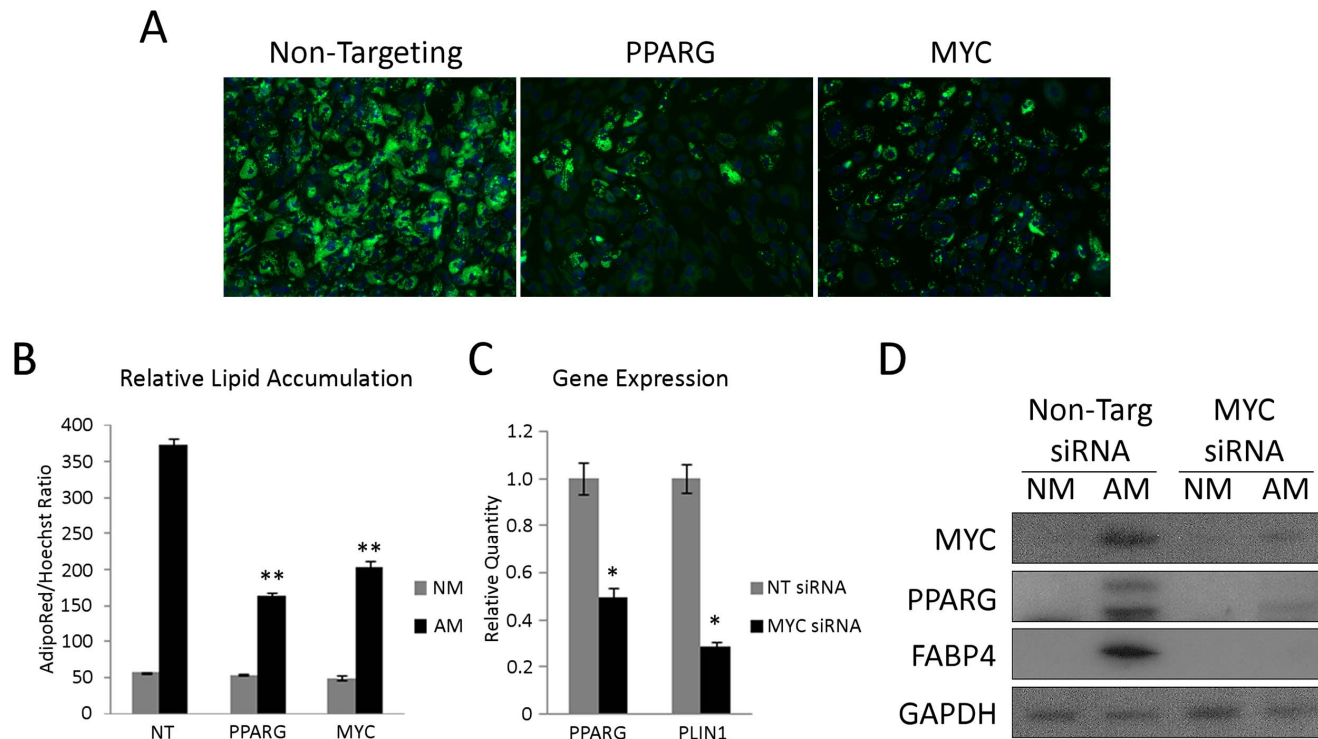 A
Non-Targeting PPARG MYC
B
Relative Lipid Accumulation
AdipoRed/Hoechst Ratio
400
350
300
250
200
150
100
50
0
**
**
NT PPARG MYC
NM
AM
C
Gene Expression
Relative Quantity
1.2
1.0
0.8
0.6
0.4
0.2
0
*
*
PPARG PLIN1
NT siRNA
MYC siRNA
D
Non-Targ MYC
siRNA siRNA
NM AM NM AM
MYC
PPARG
FABP4
GAPDH